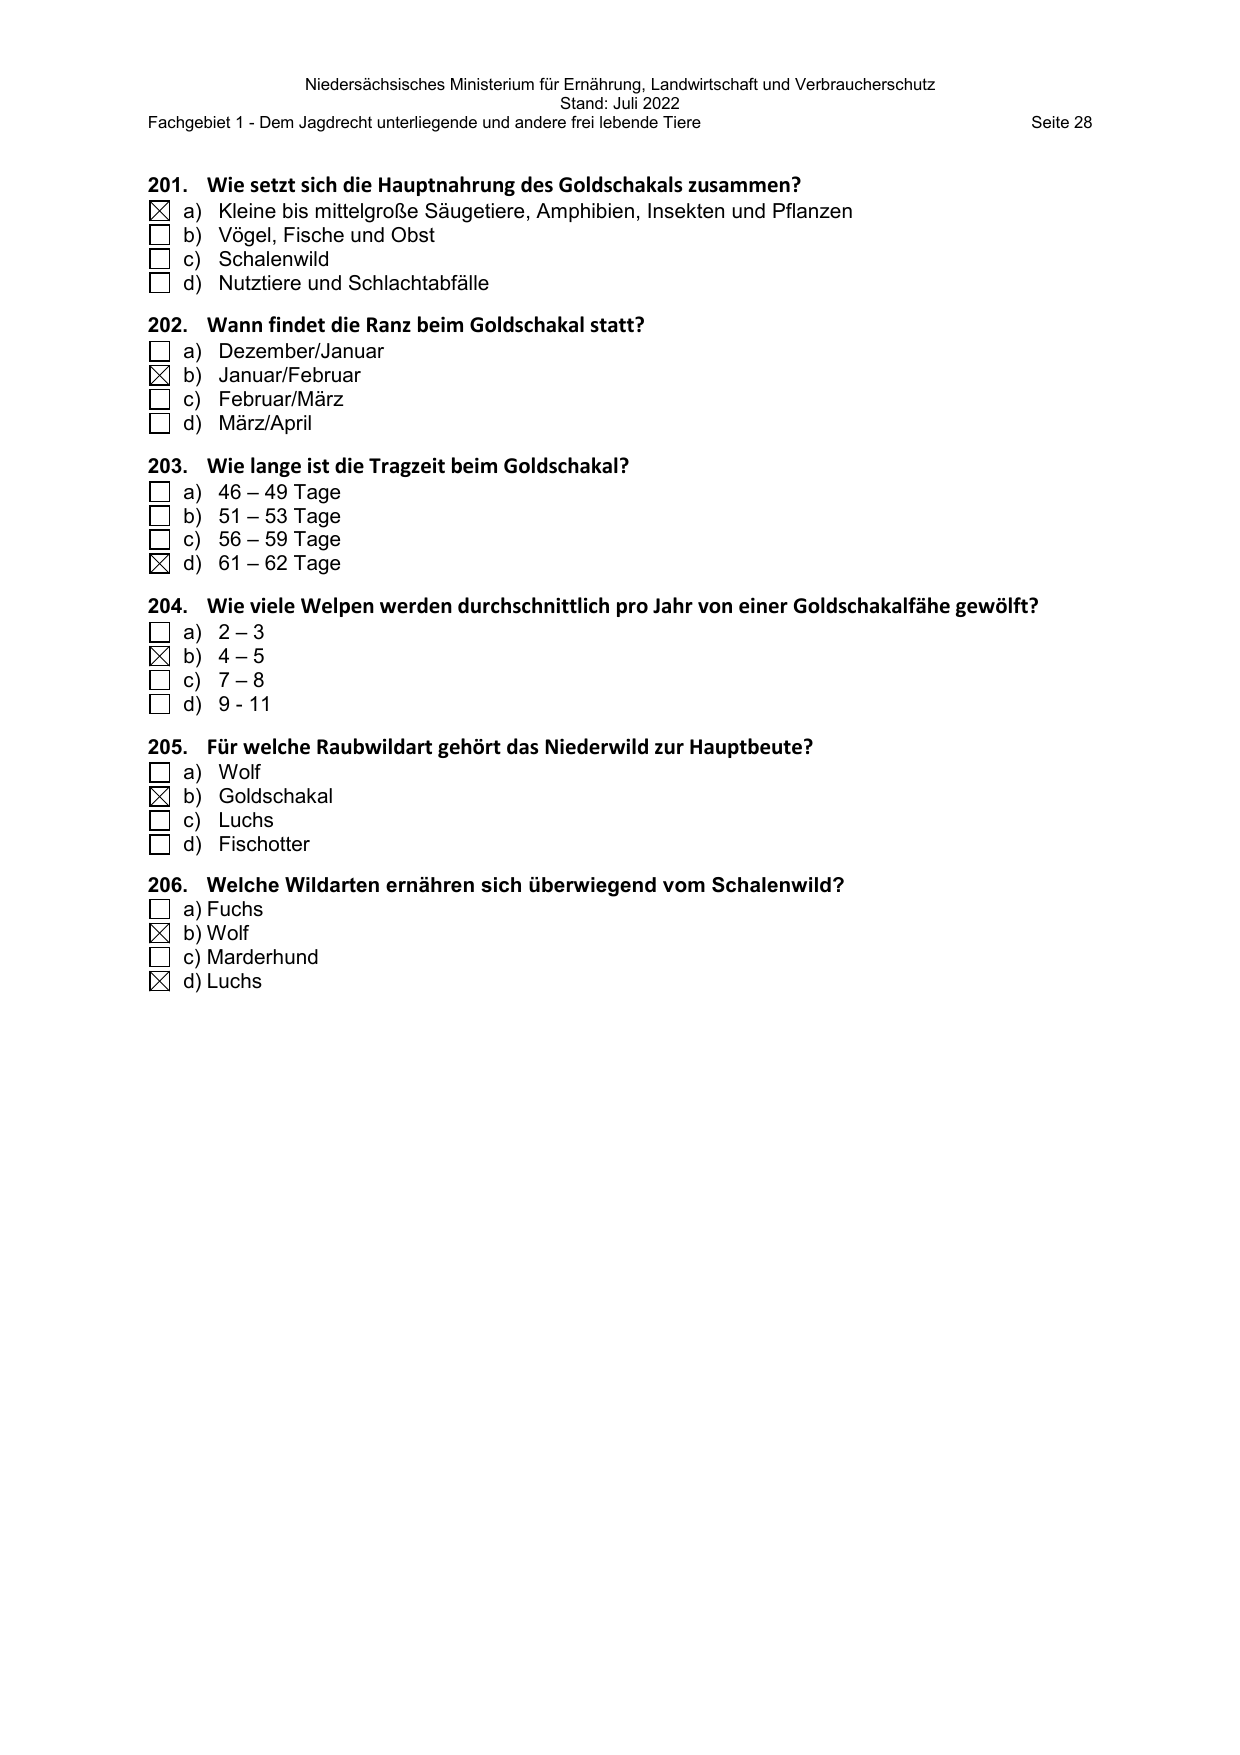 Niedersächsisches Ministerium für Ernährung, Landwirtschaft und Verbraucherschutz
Stand: Juli 2022
Fachgebiet 1 - Dem Jagdrecht unterliegende und andere frei lebende Tiere Seite 28
201. Wie setzt sich die Hauptnahrung des Goldschakals zusammen?
☒ a) Kleine bis mittelgroße Säugetiere, Amphibien, Insekten und Pflanzen
☐ b) Vögel, Fische und Obst
☐ c) Schalenwild
☐ d) Nutztiere und Schlachtabfälle
202. Wann findet die Ranz beim Goldschakal statt?
☐ a) Dezember/Januar
☒ b) Januar/Februar
☐ c) Februar/März
☐ d) März/April
203. Wie lange ist die Tragzeit beim Goldschakal?
☐ a) 46 – 49 Tage
☐ b) 51 – 53 Tage
☐ c) 56 – 59 Tage
☒ d) 61 – 62 Tage
204. Wie viele Welpen werden durchschnittlich pro Jahr von einer Goldschakalfähe gewölft?
☐ a) 2 – 3
☒ b) 4 – 5
☐ c) 7 – 8
☐ d) 9 - 11
205. Für welche Raubwildart gehört das Niederwild zur Hauptbeute?
☐ a) Wolf
☒ b) Goldschakal
☐ c) Luchs
☐ d) Fischotter
206. Welche Wildarten ernähren sich überwiegend vom Schalenwild?
☐ a) Fuchs
☒ b) Wolf
☐ c) Marderhund
☒ d) Luchs